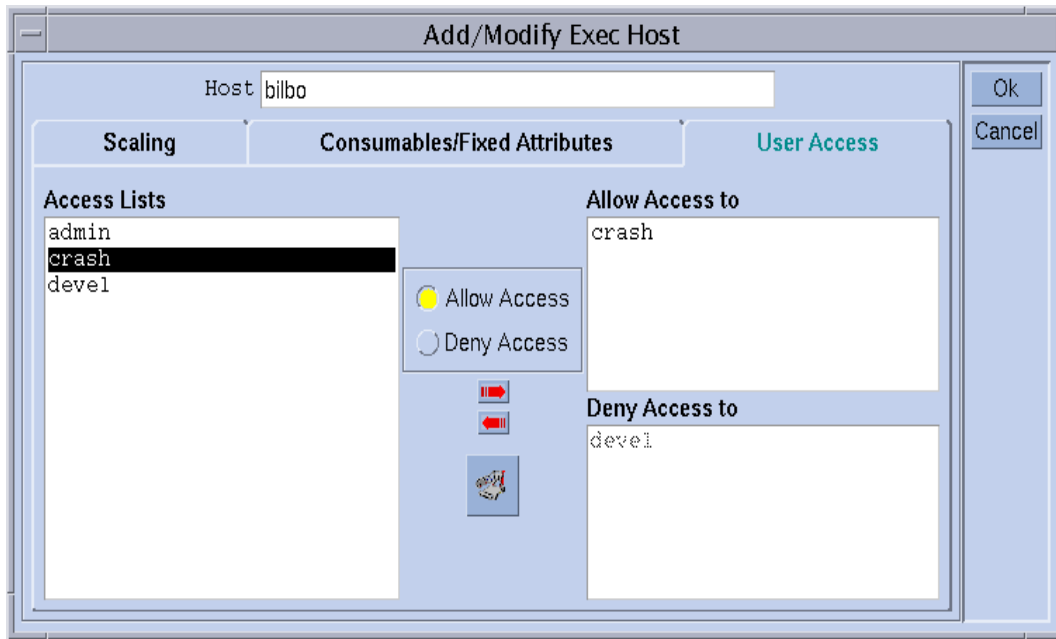 Add/Modify Exec Host
Host bilbo
Ok
Cancel
Scaling Consumables/Fixed Attributes User Access
Access Lists
admin
crash
devel
Allow Access
Deny Access
Allow Access to
crash
Deny Access to
devel